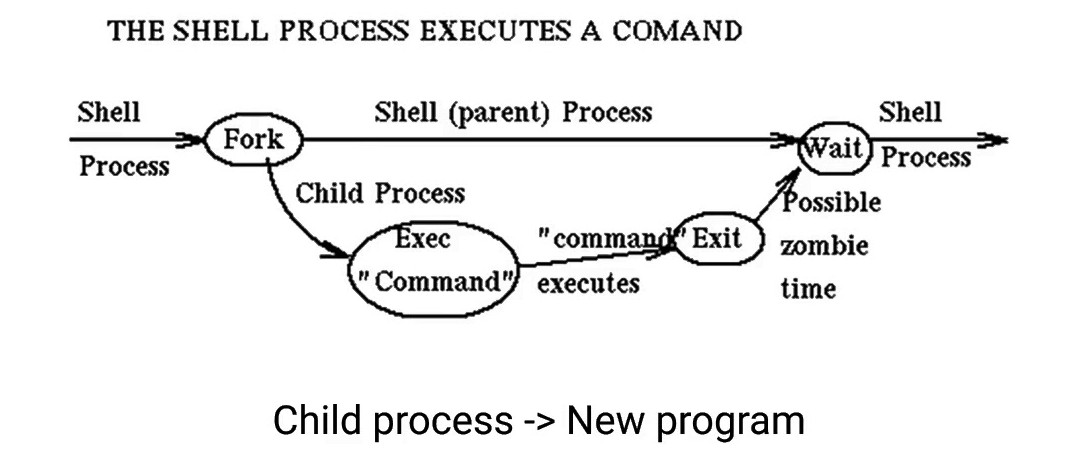 THE SHELL PROCESS EXECUTES A COMAND
Shell
Process
Fork
Shell (parent) Process
Wait
Shell
Process
Child Process
Exec
"Command"
"command"
executes
Exit
Possible
zombie
time
Child process -> New program